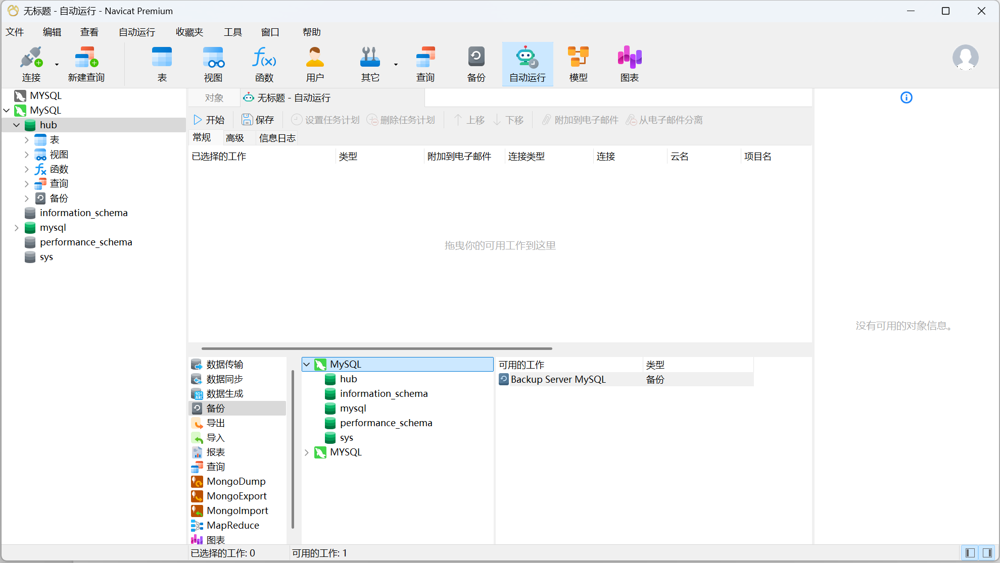 无标题 - 自动运行 - Navicat Premium
文件 编辑 查看 自动运行 收藏夹 工具 窗口 帮助
连接 新建查询 表 视图 函数 用户 其它 查询 备份 自动运行 模型 图表
MYSQL
MySQL
hub
表
视图
函数
查询
备份
information_schema
mysql
performance_schema
sys
对象 无标题 - 自动运行
开始 保存 设置任务计划 删除任务计划 上移 下移 附加到电子邮件 从电子邮件分离
常规 高级 信息日志
已选择的工作 类型 附加到电子邮件 连接类型 连接 云名 项目名
拖曳你的可用工作到这里
没有可用的对象信息。
数据传输
数据同步
数据生成
备份
导出
导入
报表
查询
MongoDump
MongoExport
MongoImport
MapReduce
图表
MySQL
hub
information_schema
mysql
performance_schema
sys
MYSQL
可用的工作 类型
Backup Server MySQL 备份
已选择的工作: 0 可用的工作: 1